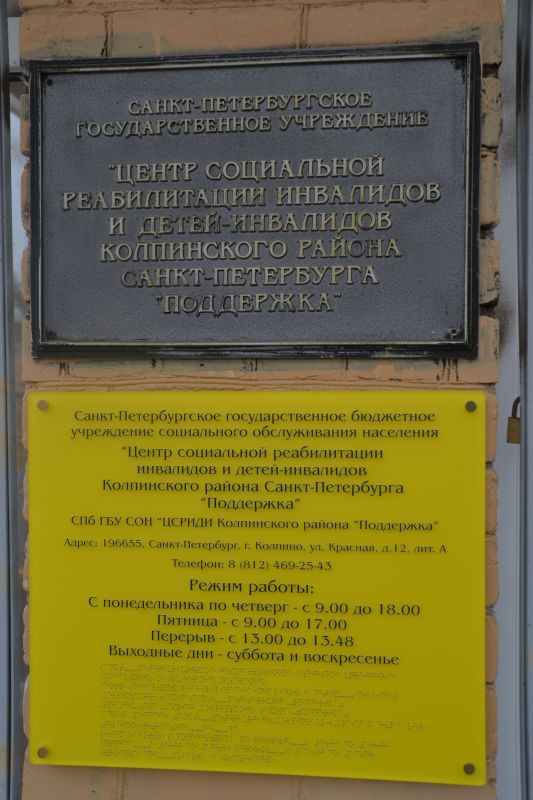 САНКТ-ПЕТЕРБУРГСКОЕ
ГОСУДАРСТВЕННОЕ УЧРЕЖДЕНИЕ
"ЦЕНТР СОЦИАЛЬНОЙ
РЕАБИЛИТАЦИИ ИНВАЛИДОВ
И ДЕТЕЙ-ИНВАЛИДОВ
КОЛПИНСКОГО РАЙОНА
САНКТ-ПЕТЕРБУРГА
"ПОДДЕРЖКА"
Санкт-Петербургское государственное бюджетное
учреждение социального обслуживания населения
"Центр социальной реабилитации
инвалидов и детей-инвалидов
Колпинского района Санкт-Петербурга
"Поддержка"
СПб ГБУ СОН "ЦСРИДИ Колпинского района "Поддержка"
Адрес: 196655, Санкт-Петербург, г. Колпино, ул. Красная, д.12, лит. А
Телефон: 8 (812) 469-25-43
Режим работы:
С понедельника по четверг - с 9.00 до 18.00
Пятница - с 9.00 до 17.00
Перерыв - с 13.00 до 13.48
Выходные дни - суббота и воскресенье